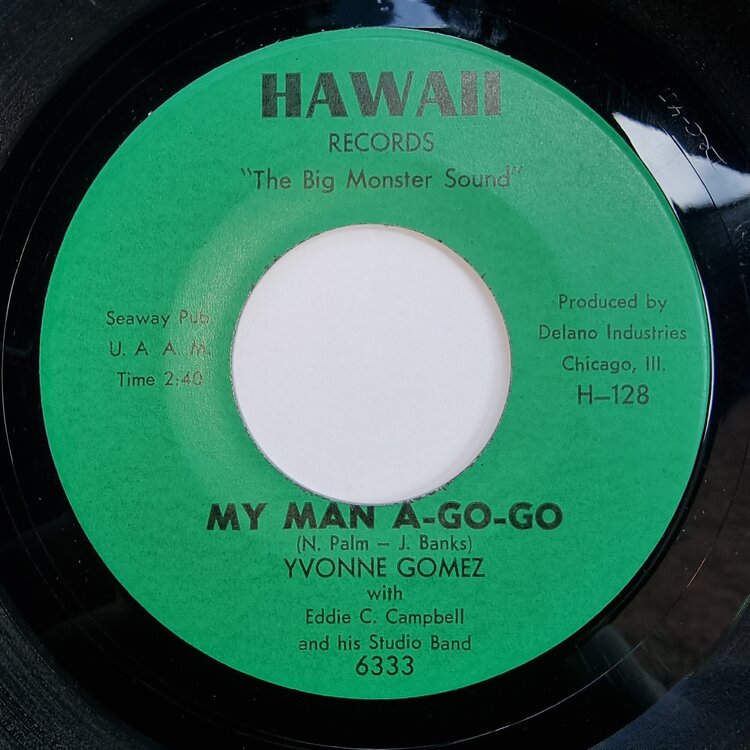 HAWAII
RECORDS
"The Big Monster Sound"
Seaway Pub.
U. A. A. M.
Time 2:40
Produced by
Delano Industries
Chicago, Ill.
H-128
MY MAN A-GO-GO
(N. Palm - J. Banks)
YVONNE GOMEZ
with
Eddie C. Campbell
and his Studio Band
6333